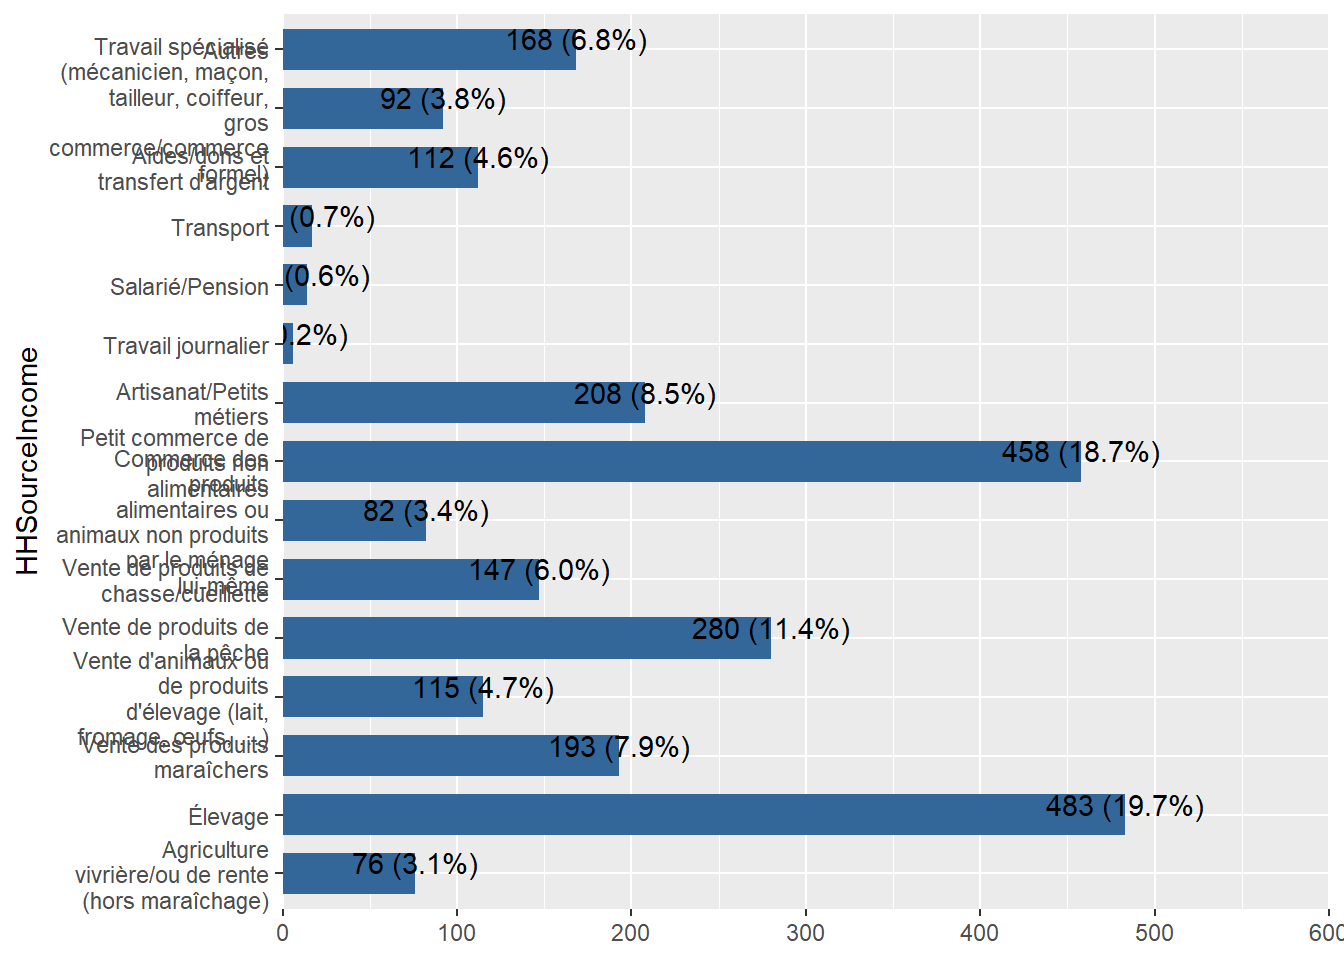 Autres
168 (6.8%)
Travail spécialisé
(mécanicien, maçon,
tailleur, coiffeur,
gros
commerce/commerce
formel)
92 (3.8%)
Aides/dons et
transfert d'argent
112 (4.6%)
Transport
(0.7%)
Salarié/Pension
(0.6%)
Travail journalier
.2%)
Artisanat/Petits
métiers
208 (8.5%)
Petit commerce de
produits non
alimentaires
458 (18.7%)
Commerce des
produits
alimentaires ou
animaux non produits
par le ménage
lui-même
82 (3.4%)
Vente de produits de
chasse/cueillette
147 (6.0%)
Vente de produits de
la pêche
280 (11.4%)
Vente d'animaux ou
de produits
d'élevage (lait,
fromage, œufs, …)
115 (4.7%)
Vente des produits
maraîchers
193 (7.9%)
Élevage
483 (19.7%)
Agriculture
vivrière/ou de rente
(hors maraîchage)
76 (3.1%)
HHSourceIncome
0 100 200 300 400 500 600